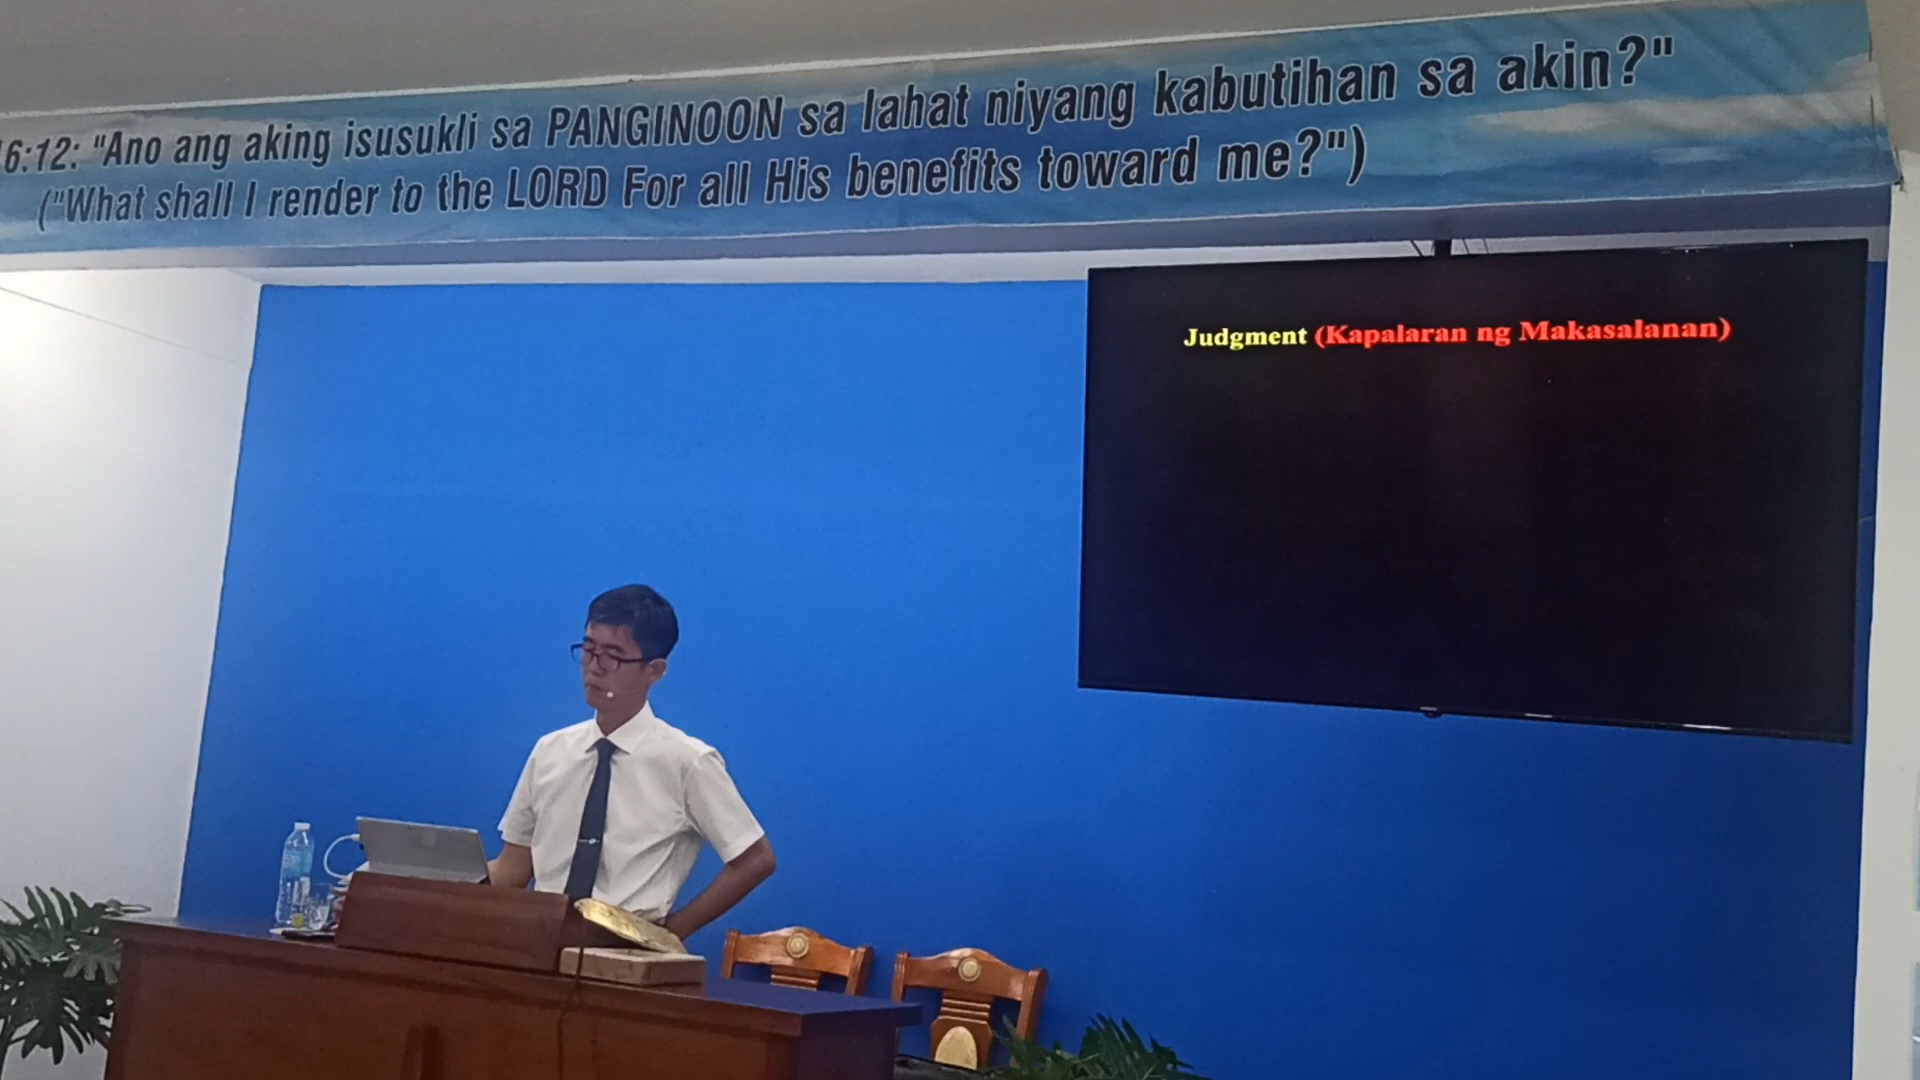 6:12: "Ano ang aking isusukli sa PANGINOON sa lahat niyang kabutihan sa akin?"
("What shall I render to the LORD For all His benefits toward me?")
Judgment (Kapalaran ng Makasalanan)